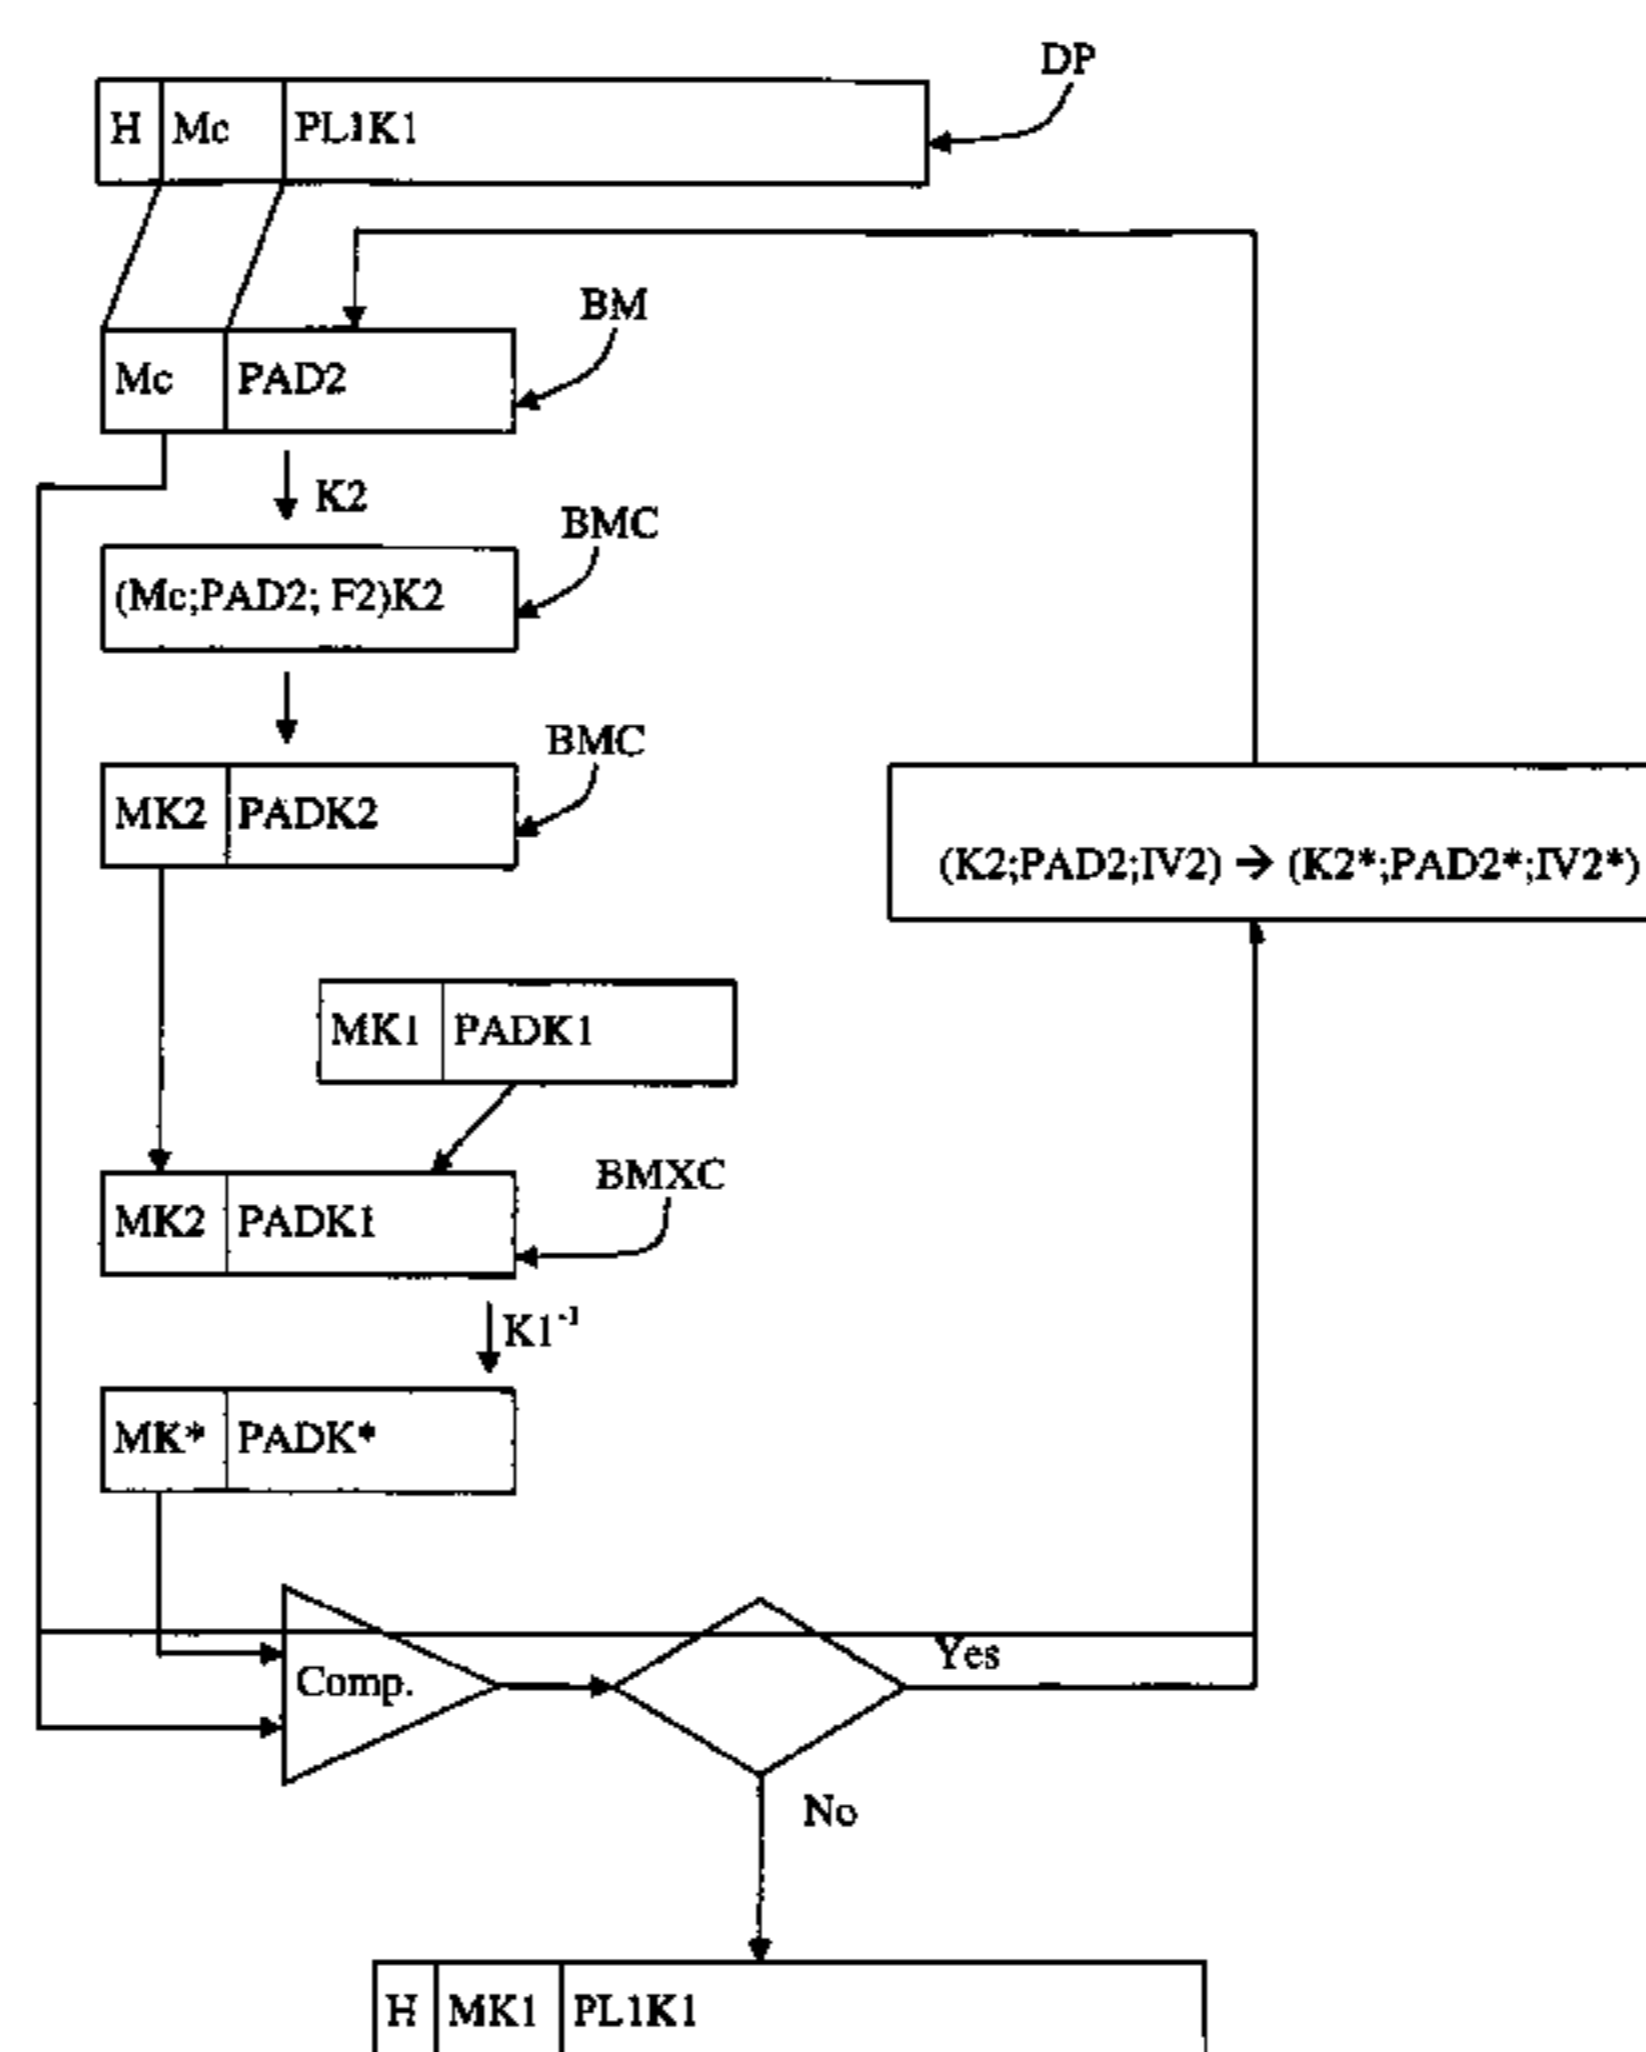 DP
H Mc PL1K1
BM
Mc PAD2
K2
BMC
(Mc;PAD2; F2)K2
BMC
MK2 PADK2
(K2;PAD2;IV2) → (K2*;PAD2*;IV2*)
MK1 PADK1
BMXC
MK2 PADK1
K1⁻¹
MK* PADK*
Yes
Comp.
No
H MK1 PL1K1